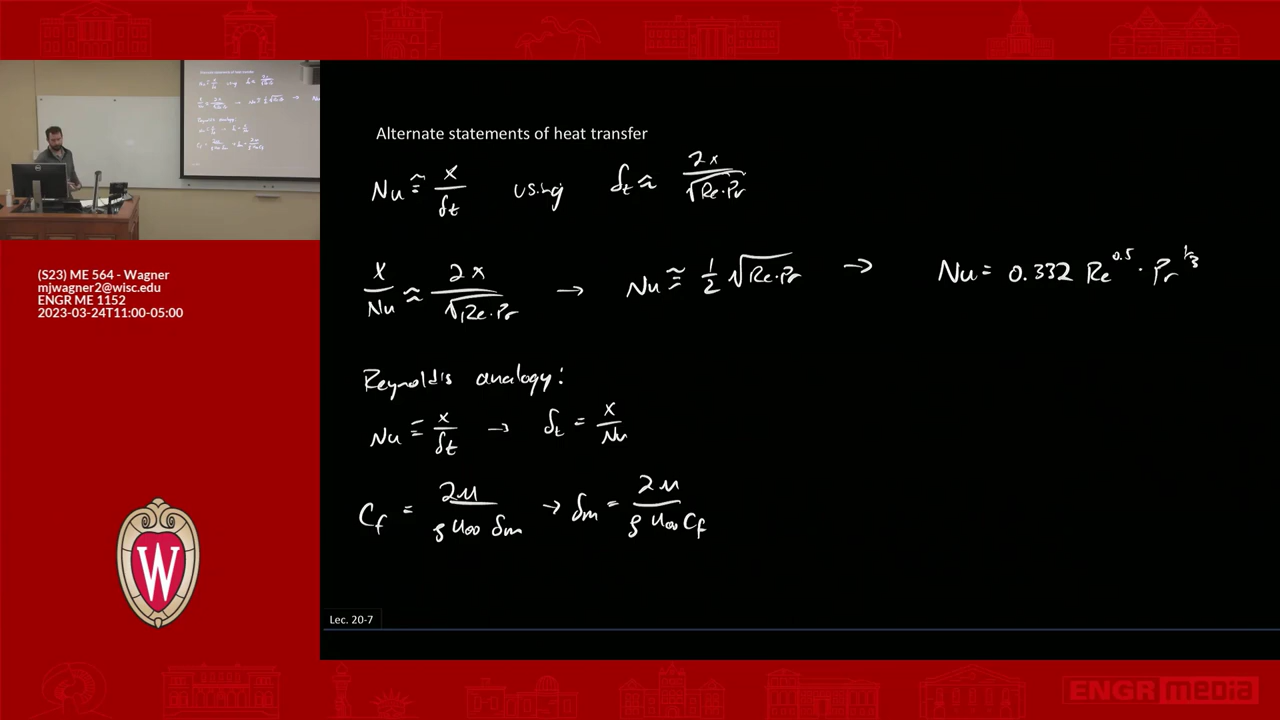 Alternate statements of heat transfer
Nu ≅ x/δt using δt ≈ 2x/√Re·Pr
x/Nu ≈ 2x/√Re·Pr → Nu ≅ 1/2 √Re·Pr → Nu = 0.332 Re^0.5 · Pr^1/3
Reynold's analogy:
Nu ≅ x/δt → δt = x/Nu
Cf = 2μ/ρ u∞ δm → δm = 2μ/ρ u∞ Cf
Lec. 20-7
(S23) ME 564 - Wagner
mjwagner2@wisc.edu
ENGR ME 1152
2023-03-24T11:00-05:00
W
ENGR media